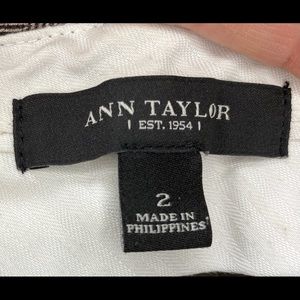 ANN TAYLOR
| EST. 1954 |
2
MADE IN
PHILIPPINES